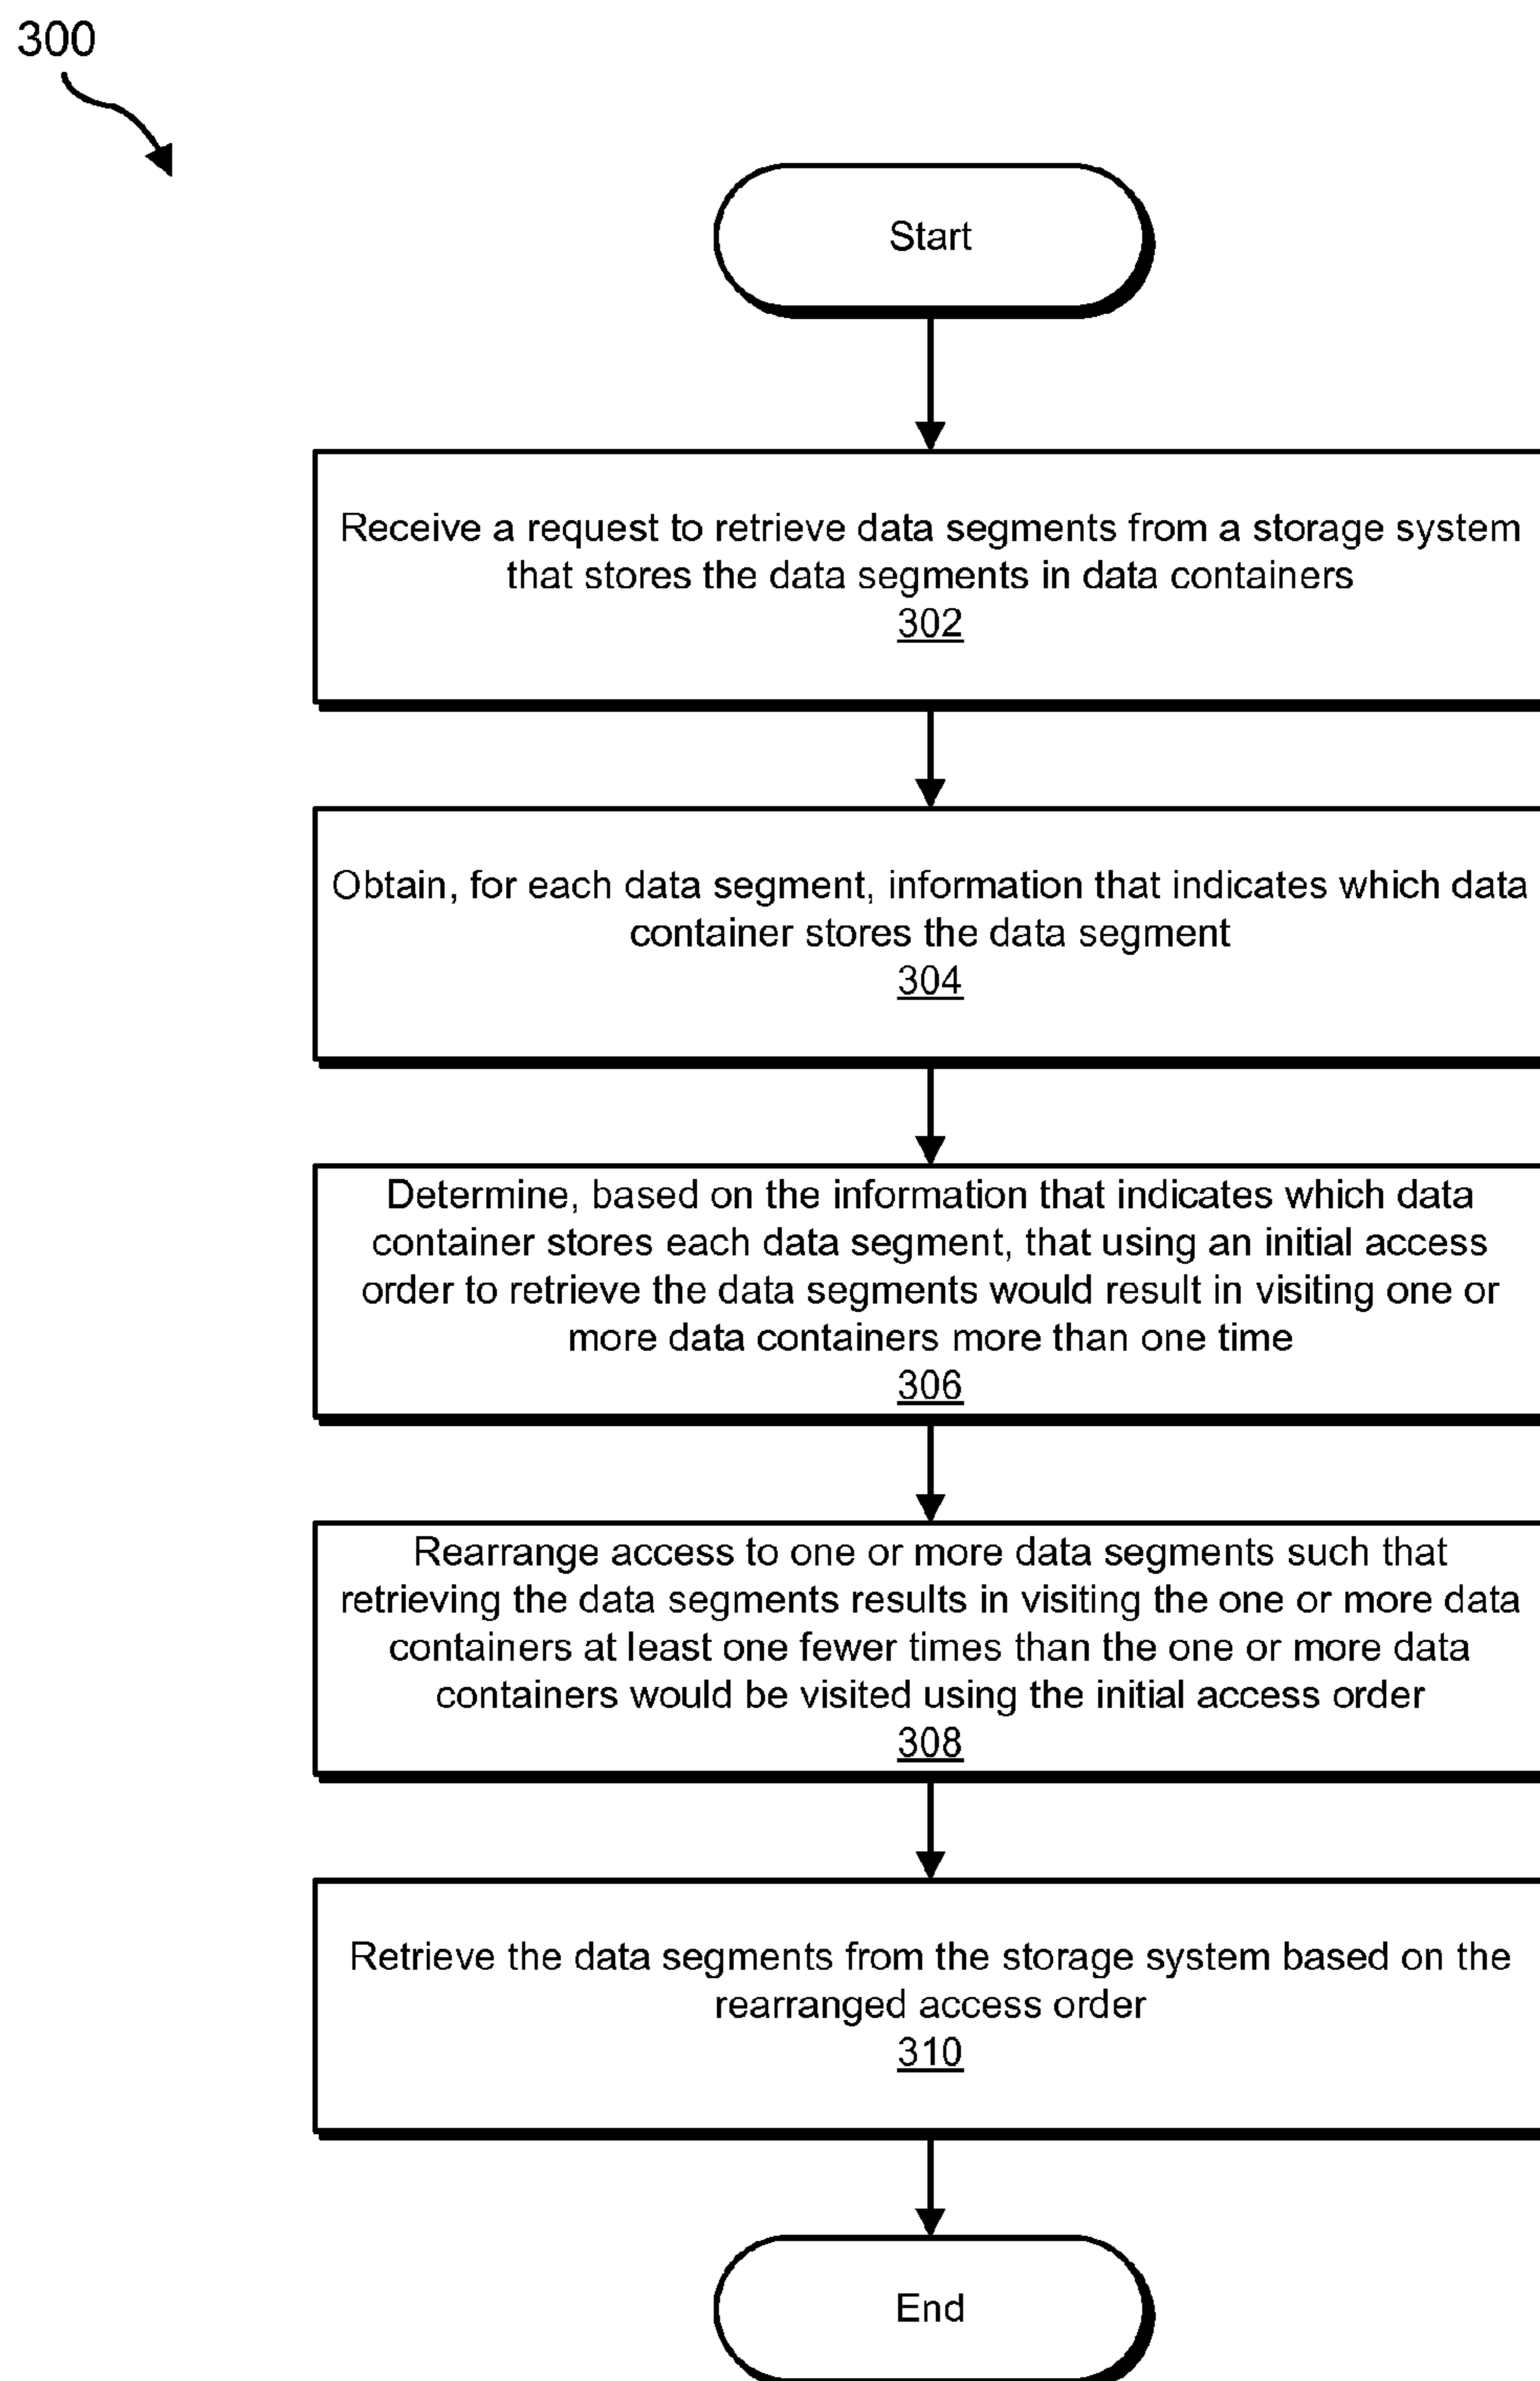 300
Start
Receive a request to retrieve data segments from a storage system
that stores the data segments in data containers
302
Obtain, for each data segment, information that indicates which data
container stores the data segment
304
Determine, based on the information that indicates which data
container stores each data segment, that using an initial access
order to retrieve the data segments would result in visiting one or
more data containers more than one time
306
Rearrange access to one or more data segments such that
retrieving the data segments results in visiting the one or more data
containers at least one fewer times than the one or more data
containers would be visited using the initial access order
308
Retrieve the data segments from the storage system based on the
rearranged access order
310
End